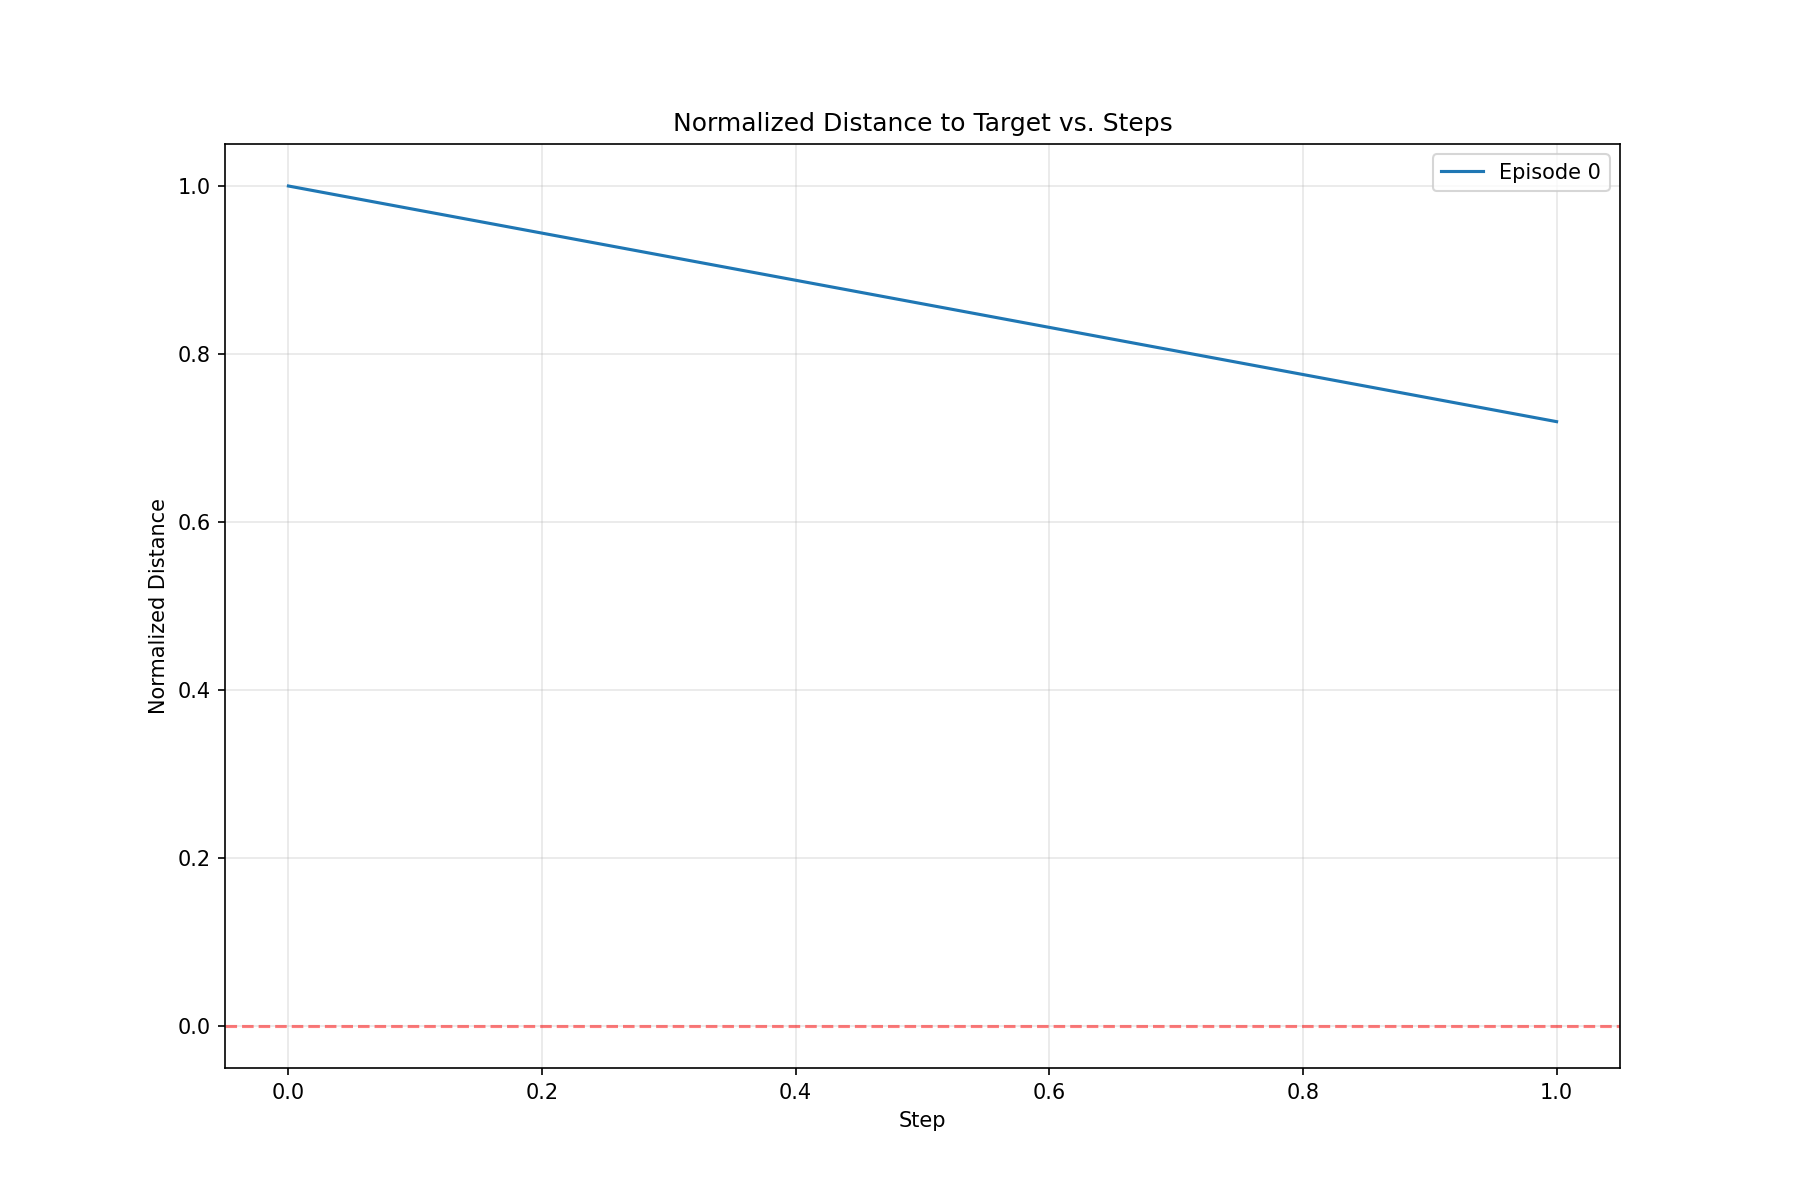 Normalized Distance to Target vs. Steps
Episode 0
Normalized Distance
1.0
0.8
0.6
0.4
0.2
0.0
0.0 0.2 0.4 0.6 0.8 1.0
Step